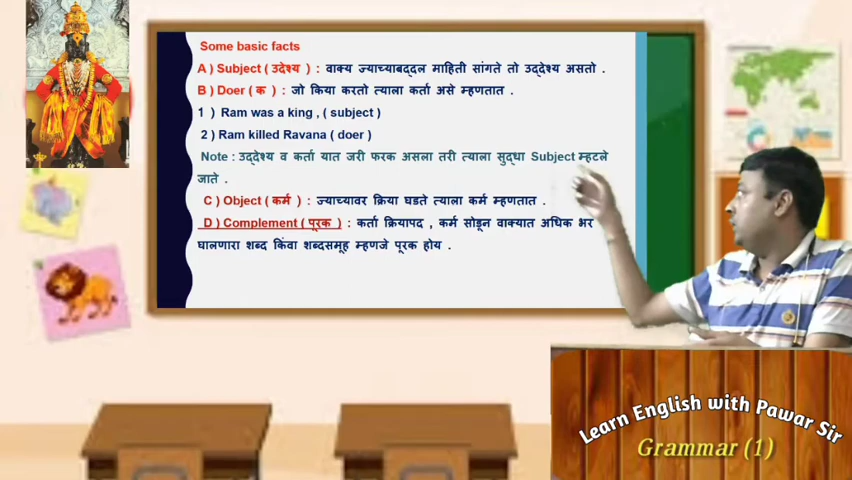 Some basic facts
A ) Subject ( उदेश्य ) : वाक्य ज्याच्याबद्दल माहिती सांगते तो उद्देश्य असतो .
B ) Doer ( क ) : जो किया करतो त्याला कर्ता असे म्हणतात .
1 ) Ram was a king , ( subject )
2 ) Ram killed Ravana ( doer )
Note : उद्देश्य व कर्ता यात जरी फरक असला तरी त्याला सुद्धा Subject म्हटले
जाते .
C ) Object ( कर्म ) : ज्याच्यावर क्रिया घडते त्याला कर्म म्हणतात .
D ) Complement ( पूरक ) : कर्ता क्रियापद , कर्म सोडून वाक्यात अधिक भर
घालणारा शब्द किंवा शब्दसमूह म्हणजे पूरक होय .
Learn English with Pawar Sir
Grammar (1)